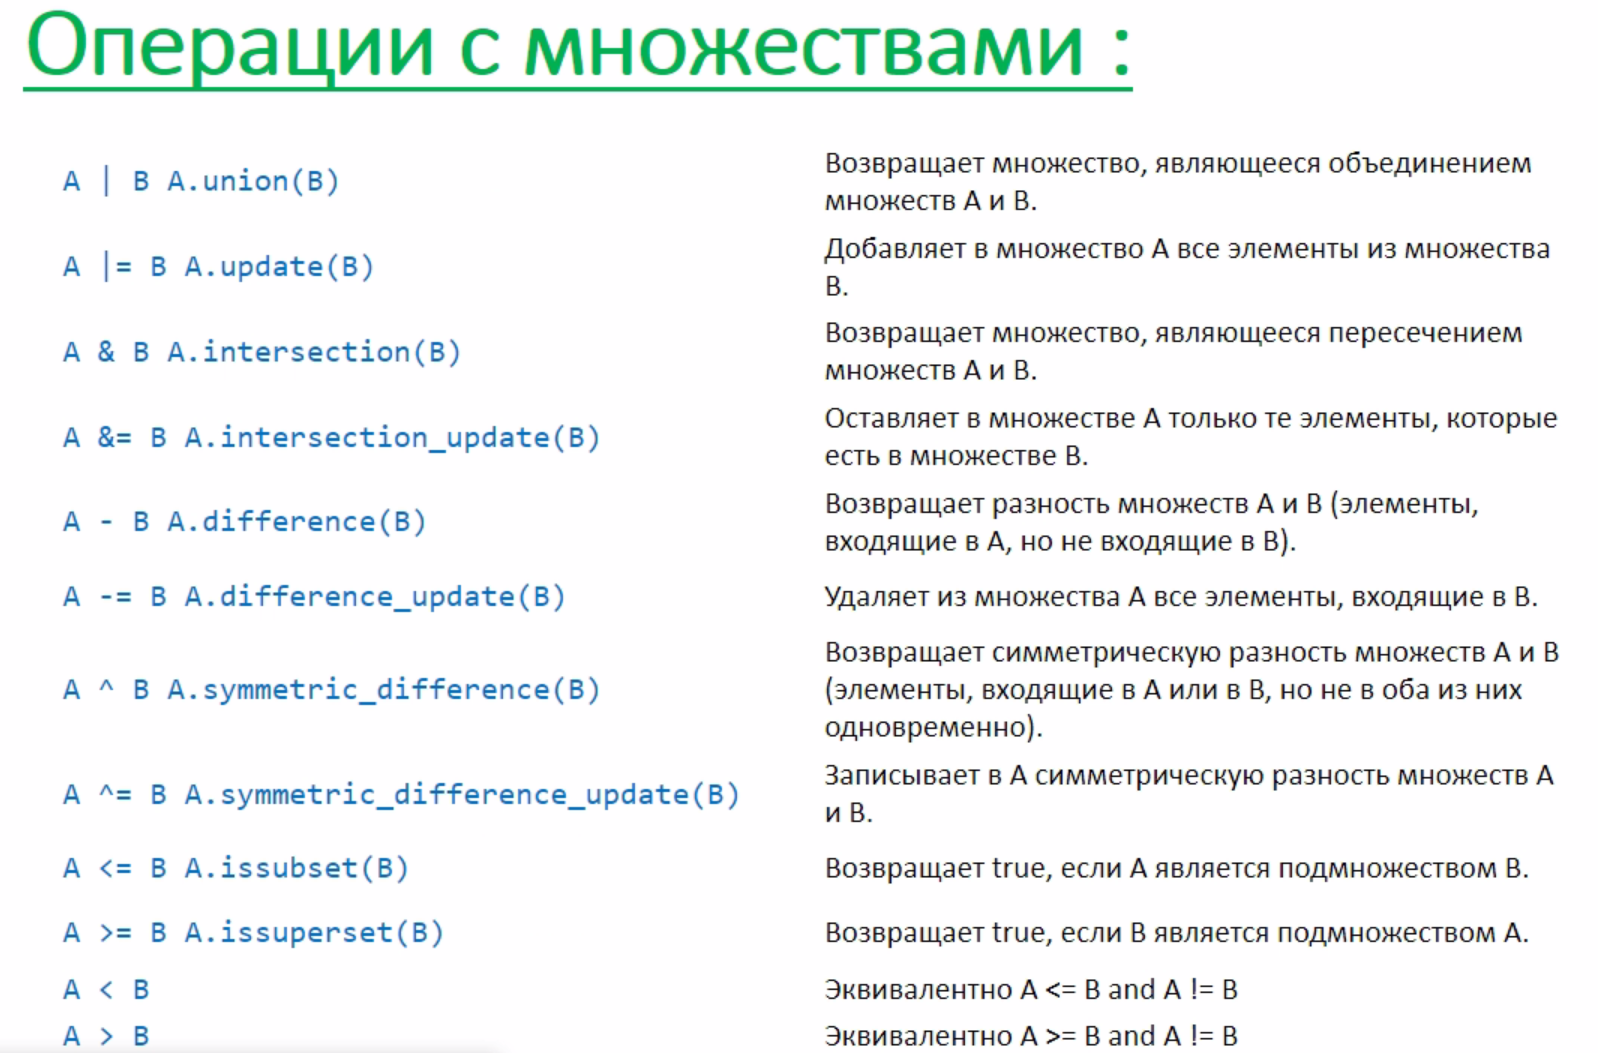 Операции с множествами :
A | B A.union(B)
Возвращает множество, являющееся объединением
множеств A и B.
A |= B A.update(B)
Добавляет в множество A все элементы из множества
B.
A & B A.intersection(B)
Возвращает множество, являющееся пересечением
множеств A и B.
A &= B A.intersection_update(B)
Оставляет в множестве A только те элементы, которые
есть в множестве B.
A - B A.difference(B)
Возвращает разность множеств A и B (элементы,
входящие в A, но не входящие в B).
A -= B A.difference_update(B)
Удаляет из множества A все элементы, входящие в B.
A ^ B A.symmetric_difference(B)
Возвращает симметрическую разность множеств A и B
(элементы, входящие в A или в B, но не в оба из них
одновременно).
A ^= B A.symmetric_difference_update(B)
Записывает в A симметрическую разность множеств A
и B.
A <= B A.issubset(B)
Возвращает true, если A является подмножеством B.
A >= B A.issuperset(B)
Возвращает true, если B является подмножеством A.
A < B
Эквивалентно A <= B and A != B
A > B
Эквивалентно A >= B and A != B